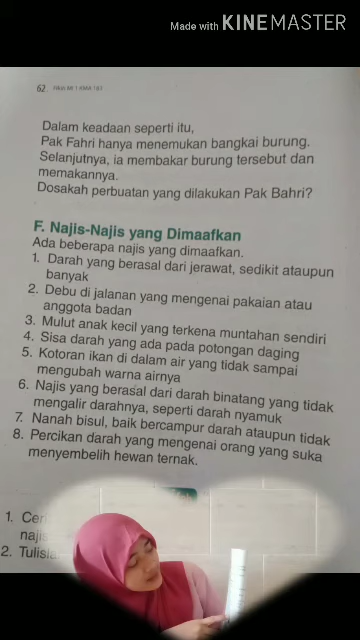 Made with KINEMASTER
62
Dalam keadaan seperti itu,
Pak Fahri hanya menemukan bangkai burung.
Selanjutnya, ia membakar burung tersebut dan
memakannya.
Dosakah perbuatan yang dilakukan Pak Bahri?
F. Najis-Najis yang Dimaafkan
Ada beberapa najis yang dimaafkan.
1. Darah yang berasal dari jerawat, sedikit ataupun
banyak
2. Debu di jalanan yang mengenai pakaian atau
anggota badan
3. Mulut anak kecil yang terkena muntahan sendiri
4. Sisa darah yang ada pada potongan daging
5. Kotoran ikan di dalam air yang tidak sampai
mengubah warna airnya
6. Najis yang berasal dari darah binatang yang tidak
mengalir darahnya, seperti darah nyamuk
7. Nanah bisul, baik bercampur darah ataupun tidak
8. Percikan darah yang mengenai orang yang suka
menyembelih hewan ternak.
1.
najis
2.